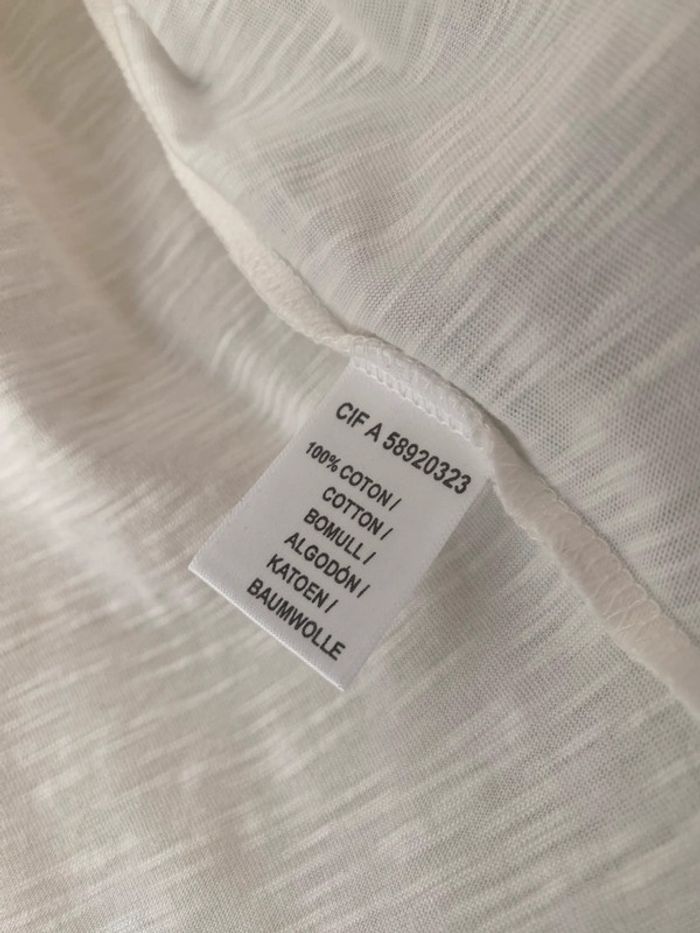 CIF A 58920323
100% COTON /
COTTON /
BOMULL /
ALGODÓN /
KATOEN /
BAUMWOLLE